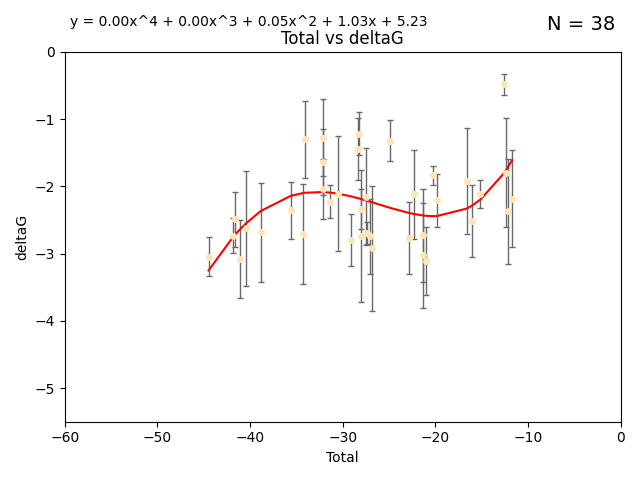 y = 0.00x^4 + 0.00x^3 + 0.05x^2 + 1.03x + 5.23
N = 38
Total vs deltaG
0
−1
−2
−3
−4
−5
deltaG
−60 −50 −40 −30 −20 −10 0
Total